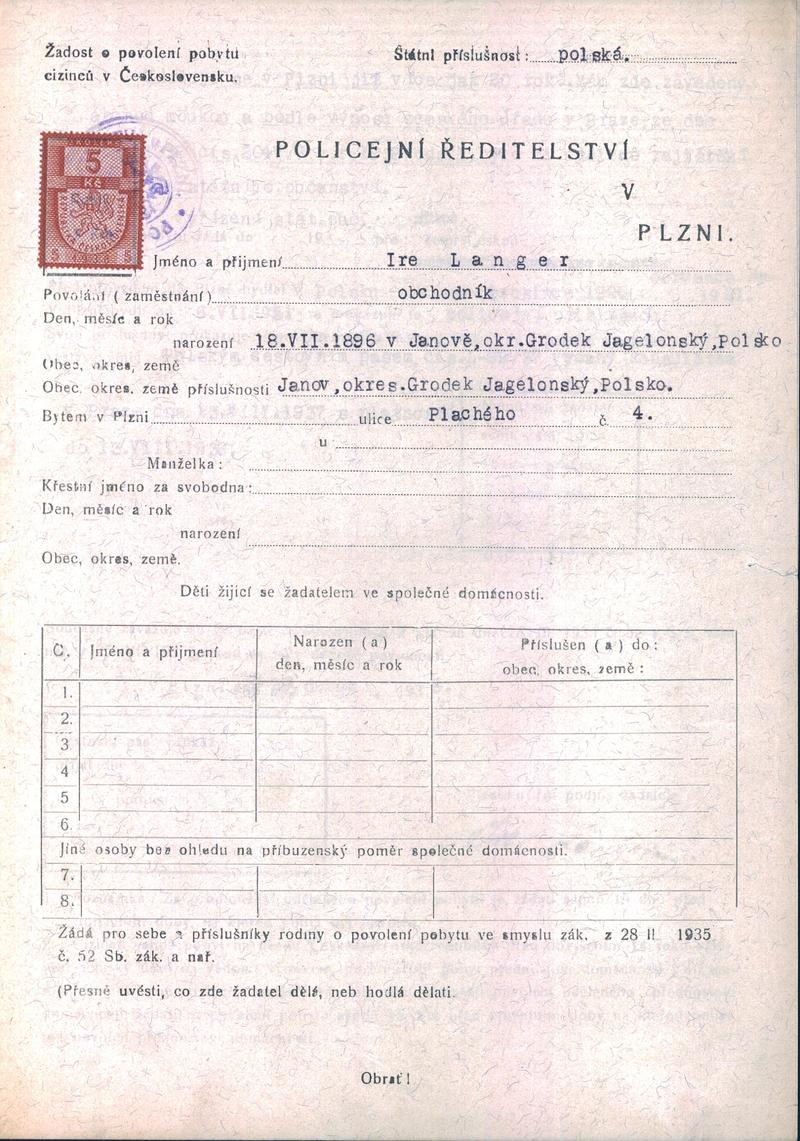 Žádost o povolení pobytu
cizinců v Československu.
Štátní příslušnost: polská.
5
Kč
POLICEJNÍ ŘEDITELSTVÍ
V
PLZNI.
Jméno a příjmení Ire Langer
Povolání (zaměstnání) obchodník
Den, měsíc a rok
narození 18.VII.1896 v Janově,okr.Grodek Jagelonský,Polsko
Obec, okres, země
Obec. okres. země příslušnosti Janov,okres.Grodek Jagelonský,Polsko.
Bytem v Plzni ulice Plachého č. 4.
u
Manželka:
Křestní jméno za svobodna:
Den, měsíc a rok
narození
Obec, okres, země.
Děti žijící se žadatelem ve společné domácnosti.
Č. Jméno a příjmení Narozen (a) den, měsíc a rok Příslušen (a) do: obec, okres, země:
1.
2.
3
4
5
6.
Jiné osoby bez ohledu na příbuzenský poměr společné domácnosti.
7.
8.
Žádá pro sebe a příslušníky rodiny o povolení pobytu ve smyslu zák. z 28 II 1935
č. 52 Sb. zák. a nař.
(Přesné uvésti, co zde žadatel dělá, neb hodlá dělati.
Obrať!